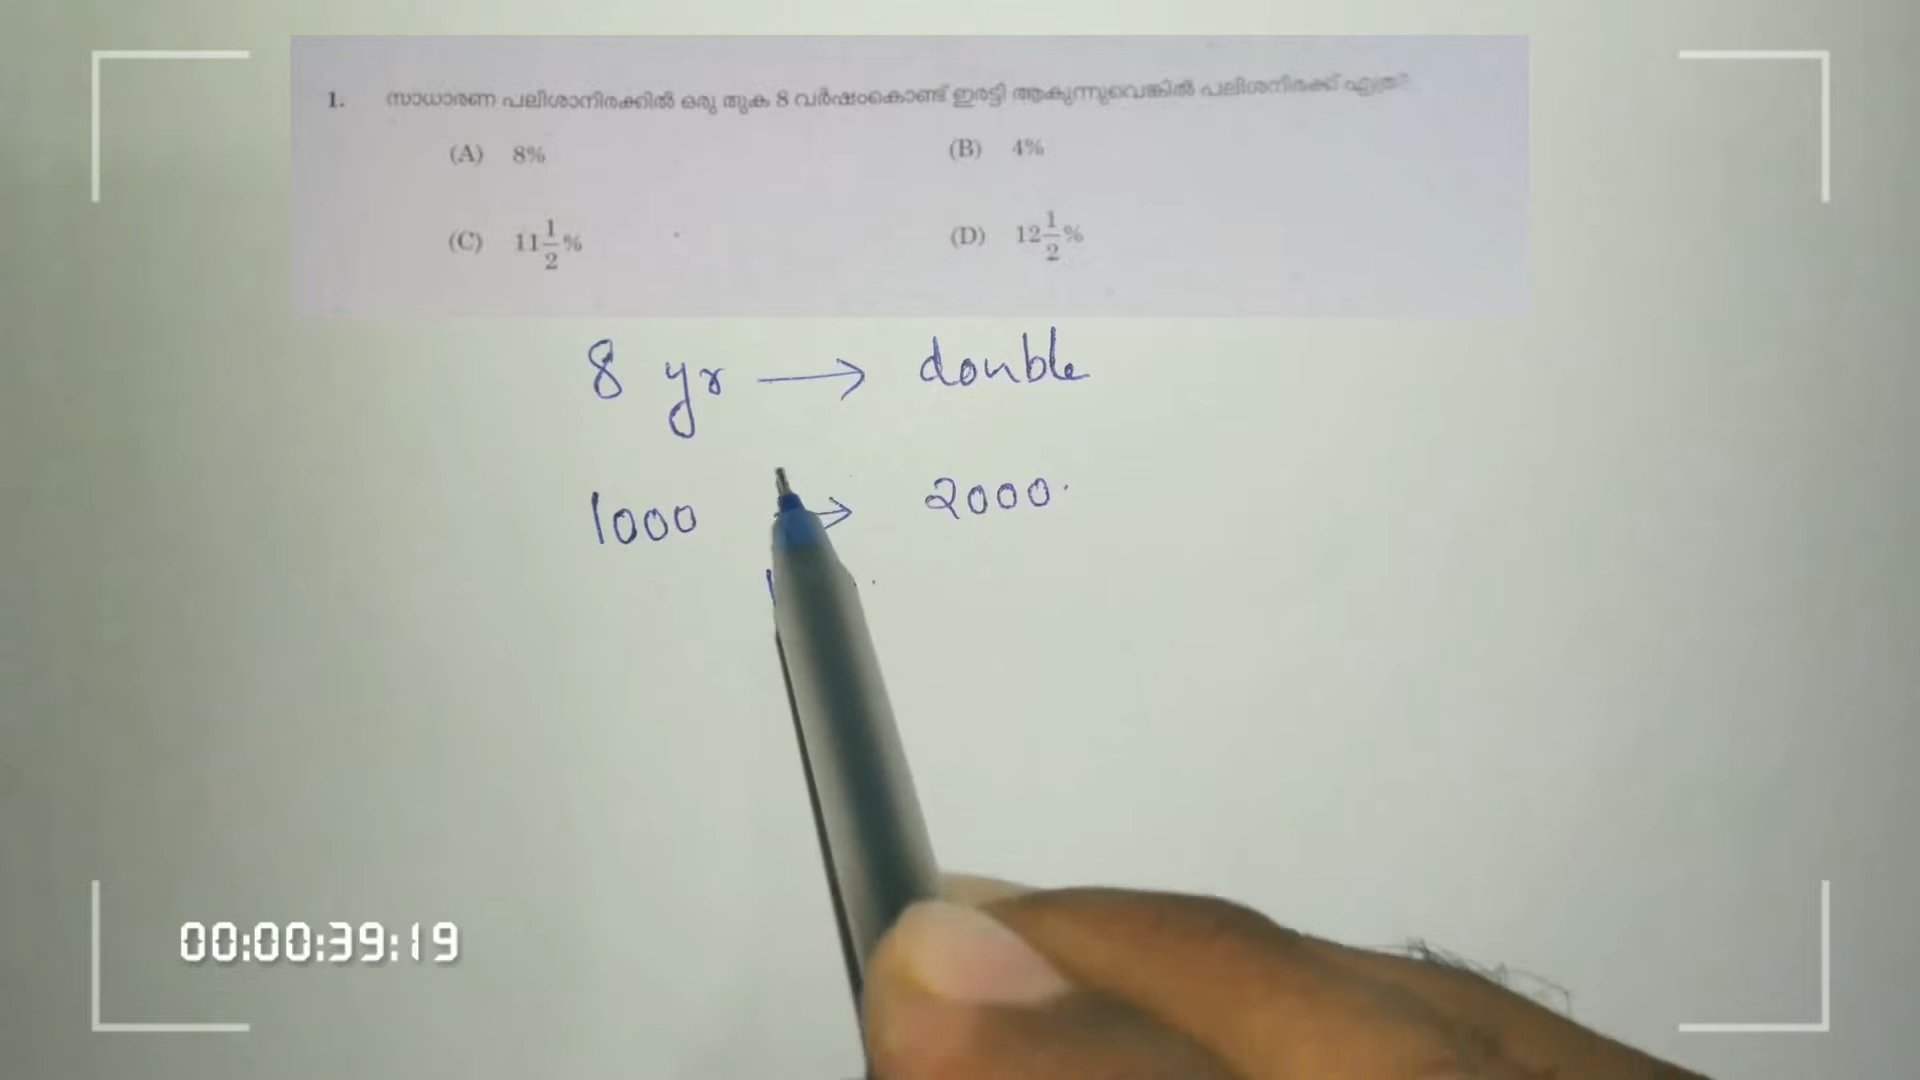 1. സാധാരണ പലിശാനിരക്കിൽ ഒരു തുക 8 വർഷംകൊണ്ട് ഇരട്ടി ആകുന്നുവെങ്കിൽ പലിശനിരക്ക് എത്ര?
(A) 8% (B) 4%
(C) 11 1/2 % (D) 12 1/2 %
8 yr → double
1000 → 2000.
00:00:39:19